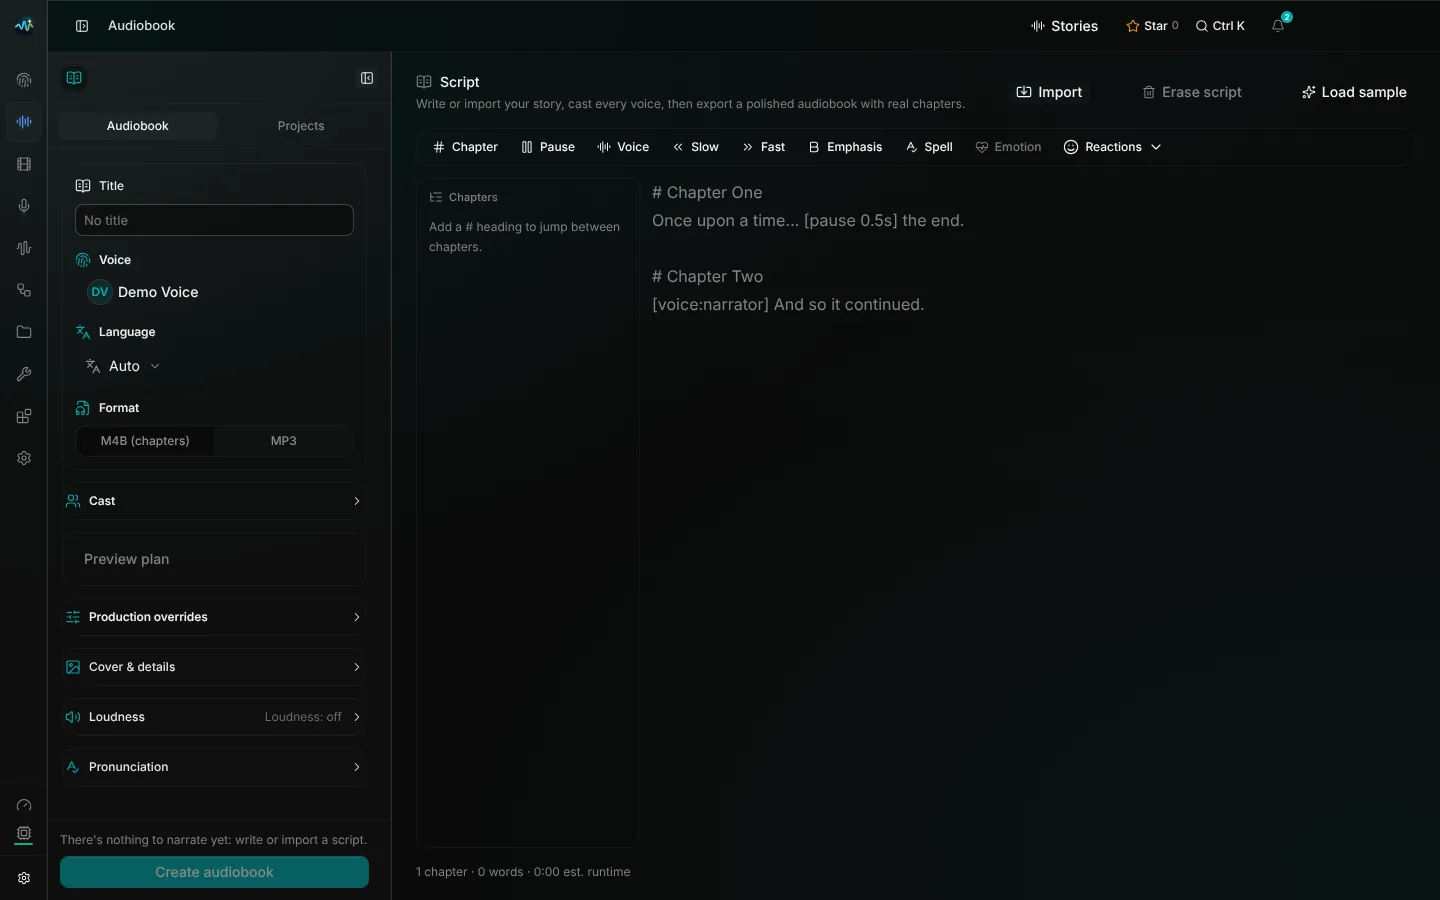 Audiobook
Stories
Star 0
Ctrl K
2
Audiobook
Projects
Title
No title
Voice
DV Demo Voice
Language
Auto
Format
M4B (chapters)
MP3
Cast
Preview plan
Production overrides
Cover & details
Loudness
Loudness: off
Pronunciation
There's nothing to narrate yet: write or import a script.
Create audiobook
Script
Write or import your story, cast every voice, then export a polished audiobook with real chapters.
Import
Erase script
Load sample
# Chapter
Pause
Voice
Slow
Fast
B Emphasis
Spell
Emotion
Reactions
Chapters
Add a # heading to jump between
chapters.
# Chapter One
Once upon a time... [pause 0.5s] the end.
# Chapter Two
[voice:narrator] And so it continued.
1 chapter · 0 words · 0:00 est. runtime